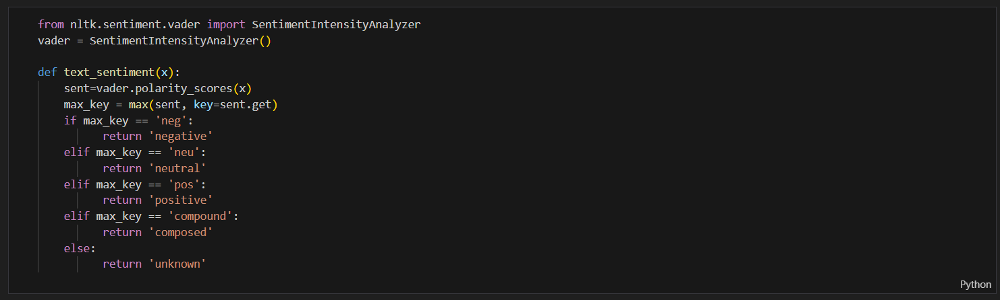 from nltk.sentiment.vader import SentimentIntensityAnalyzer
vader = SentimentIntensityAnalyzer()

def text_sentiment(x):
    sent=vader.polarity_scores(x)
    max_key = max(sent, key=sent.get)
    if max_key == 'neg':
          return 'negative'
    elif max_key == 'neu':
          return 'neutral'
    elif max_key == 'pos':
          return 'positive'
    elif max_key == 'compound':
          return 'composed'
    else:
          return 'unknown'
Python